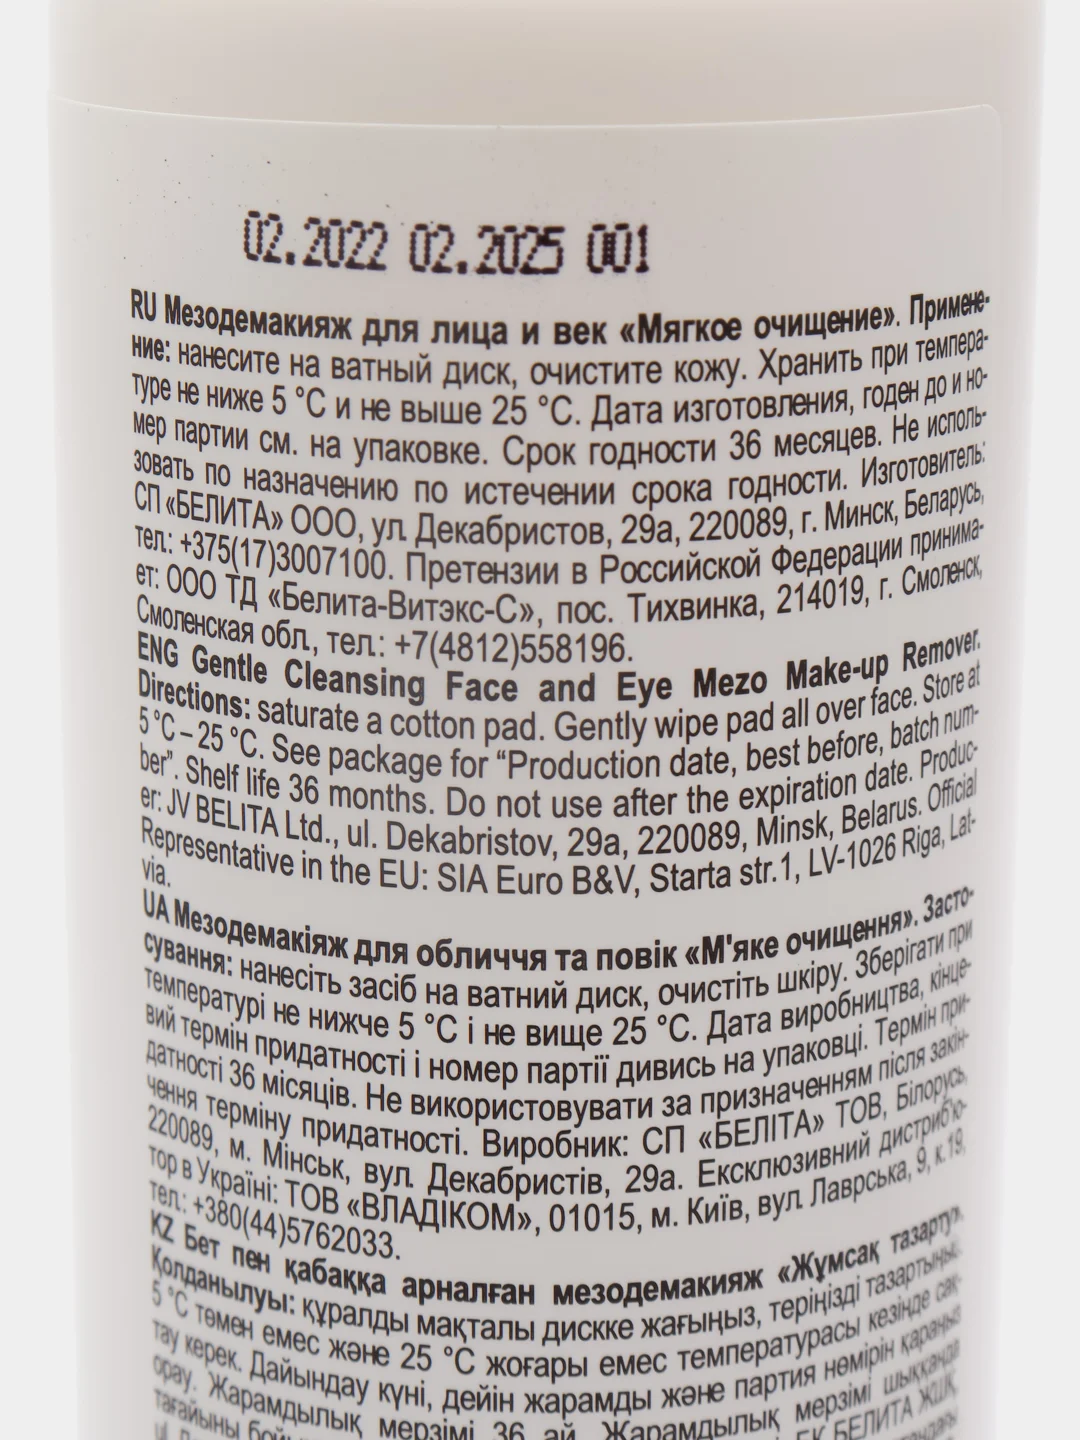 02.2022 02.2025 001
RU Мезодемакияж для лица и век «Мягкое очищение». Примене-
ние: нанесите на ватный диск, очистите кожу. Хранить при темпера-
туре не ниже 5 °C и не выше 25 °C. Дата изготовления, годен до и но-
мер партии см. на упаковке. Срок годности 36 месяцев. Не исполь-
зовать по назначению по истечении срока годности. Изготовитель:
СП «БЕЛИТА» ООО, ул. Декабристов, 29а, 220089, г. Минск, Беларусь,
тел.: +375(17)3007100. Претензии в Российской Федерации принима-
ет: ООО ТД «Белита-Витэкс-С», пос. Тихвинка, 214019, г. Смоленск,
Смоленская обл., тел.: +7(4812)558196.
ENG Gentle Cleansing Face and Eye Mezo Make-up Remover.
Directions: saturate a cotton pad. Gently wipe pad all over face. Store at
5 °C – 25 °C. See package for “Production date, best before, batch num-
ber”. Shelf life 36 months. Do not use after the expiration date. Produc-
er: JV BELITA Ltd., ul. Dekabristov, 29a, 220089, Minsk, Belarus. Official
Representative in the EU: SIA Euro B&V, Starta str.1, LV-1026 Riga, Lat-
via.
UA Мезодемакіяж для обличчя та повік «М'яке очищення». Засто-
сування: нанесіть засіб на ватний диск, очистіть шкіру. Зберігати при
температурі не нижче 5 °C і не вище 25 °C. Дата виробництва, кінце-
вий термін придатності і номер партії дивись на упаковці. Термін при-
датності 36 місяців. Не використовувати за призначенням після закін-
чення терміну придатності. Виробник: СП «БЕЛІТА» ТОВ, Білорусь,
220089, м. Мінськ, вул. Декабристів, 29а. Ексклюзивний дистриб'ю-
тор в Україні: ТОВ «ВЛАДІКОМ», 01015, м. Київ, вул. Лаврська, 9, к.19,
тел.: +380(44)5762033.
KZ Бет пен қабаққа арналған мезодемакияж «Жұмсақ тазарту».
Қолданылуы: құралды мақталы дискке жағыңыз, теріңізді тазартыңыз.
5 °C төмен емес және 25 °C жоғары емес температурасы кезінде сақ-
тау керек. Дайындау күні, дейін жарамды және партия нөмірін қараңыз
орау. Жарамдылық мерзімі 36 ай. Жарамдылық мерзімі шыққанда
тағайыны БЕЛИТА ЖШҚ,